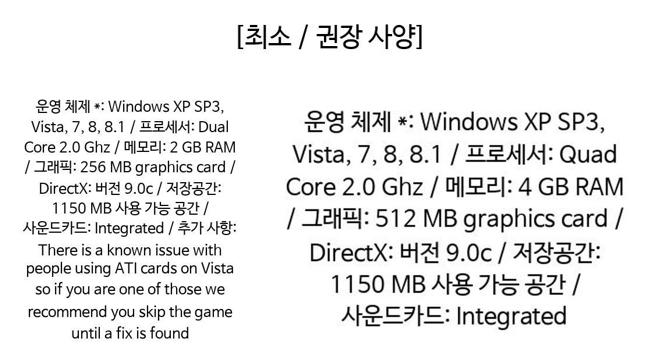 [최소 / 권장 사양]
운영 체제 *: Windows XP SP3,
Vista, 7, 8, 8.1 / 프로세서: Dual
Core 2.0 Ghz / 메모리: 2 GB RAM
/ 그래픽: 256 MB graphics card /
DirectX: 버전 9.0c / 저장공간:
1150 MB 사용 가능 공간 /
사운드카드: Integrated / 추가 사항:
There is a known issue with
people using ATI cards on Vista
so if you are one of those we
recommend you skip the game
until a fix is found
운영 체제 *: Windows XP SP3,
Vista, 7, 8, 8.1 / 프로세서: Quad
Core 2.0 Ghz / 메모리: 4 GB RAM
/ 그래픽: 512 MB graphics card /
DirectX: 버전 9.0c / 저장공간:
1150 MB 사용 가능 공간 /
사운드카드: Integrated